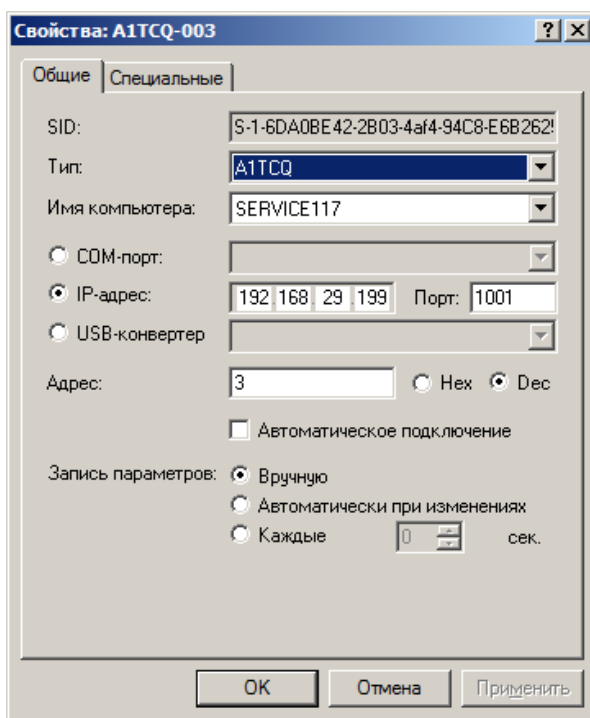 Свойства: A1TCQ-003
Общие Специальные
SID: S-1-6DA0BE42-2B03-4af4-94C8-E6B262
Тип: A1TCQ
Имя компьютера: SERVICE117
COM-порт:
IP-адрес: 192 .168 . 29 .199 Порт: 1001
USB-конвертер
Адрес: 3 Hex Dec
Автоматическое подключение
Запись параметров: Вручную
Автоматически при изменениях
Каждые 0 сек.
OK Отмена Применить